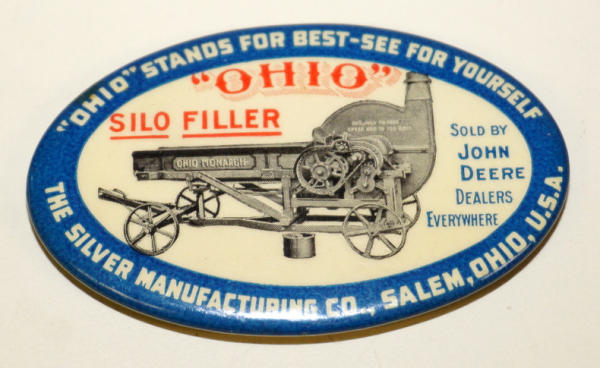 "OHIO" STANDS FOR BEST-SEE FOR YOURSELF
"OHIO"
SILO FILLER
OHIO MONARCH
SOLD BY
JOHN
DEERE
DEALERS
EVERYWHERE
THE SILVER MANUFACTURING CO., SALEM, OHIO, U.S.A.